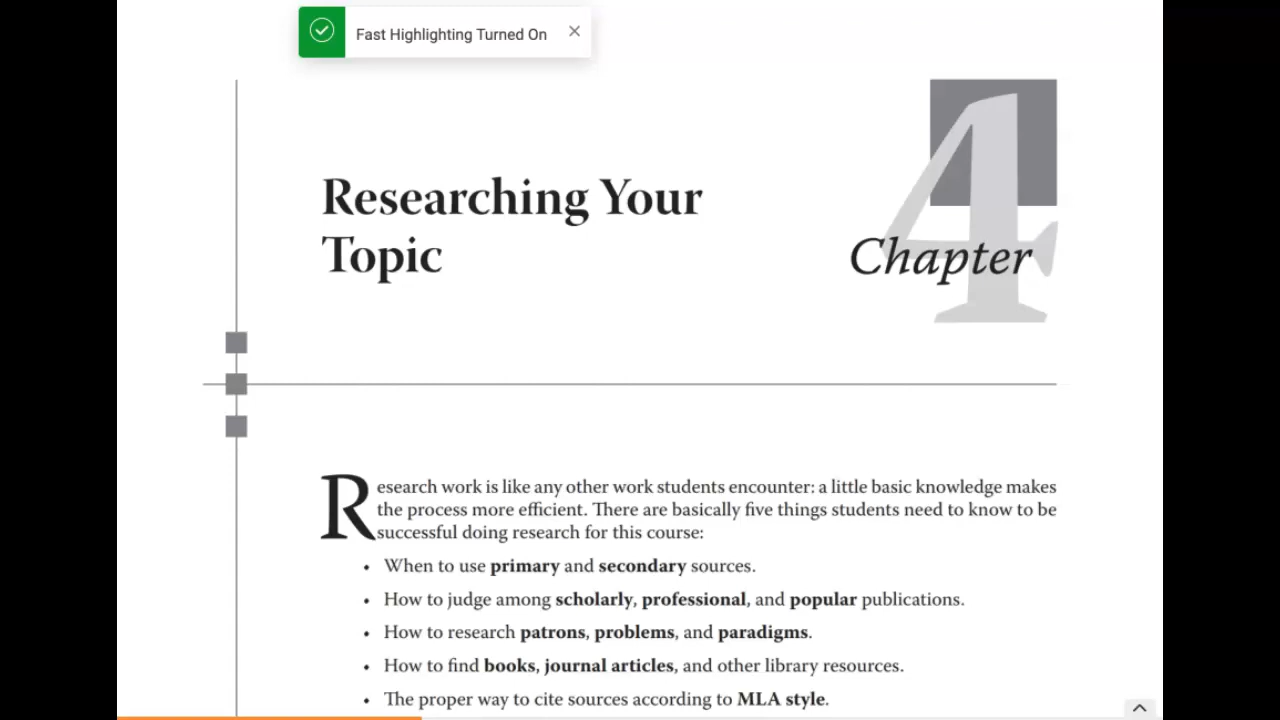 Fast Highlighting Turned On
Researching Your
Topic
4
Chapter
Research work is like any other work students encounter: a little basic knowledge makes
the process more efficient. There are basically five things students need to know to be
successful doing research for this course:
• When to use primary and secondary sources.
• How to judge among scholarly, professional, and popular publications.
• How to research patrons, problems, and paradigms.
• How to find books, journal articles, and other library resources.
• The proper way to cite sources according to MLA style.